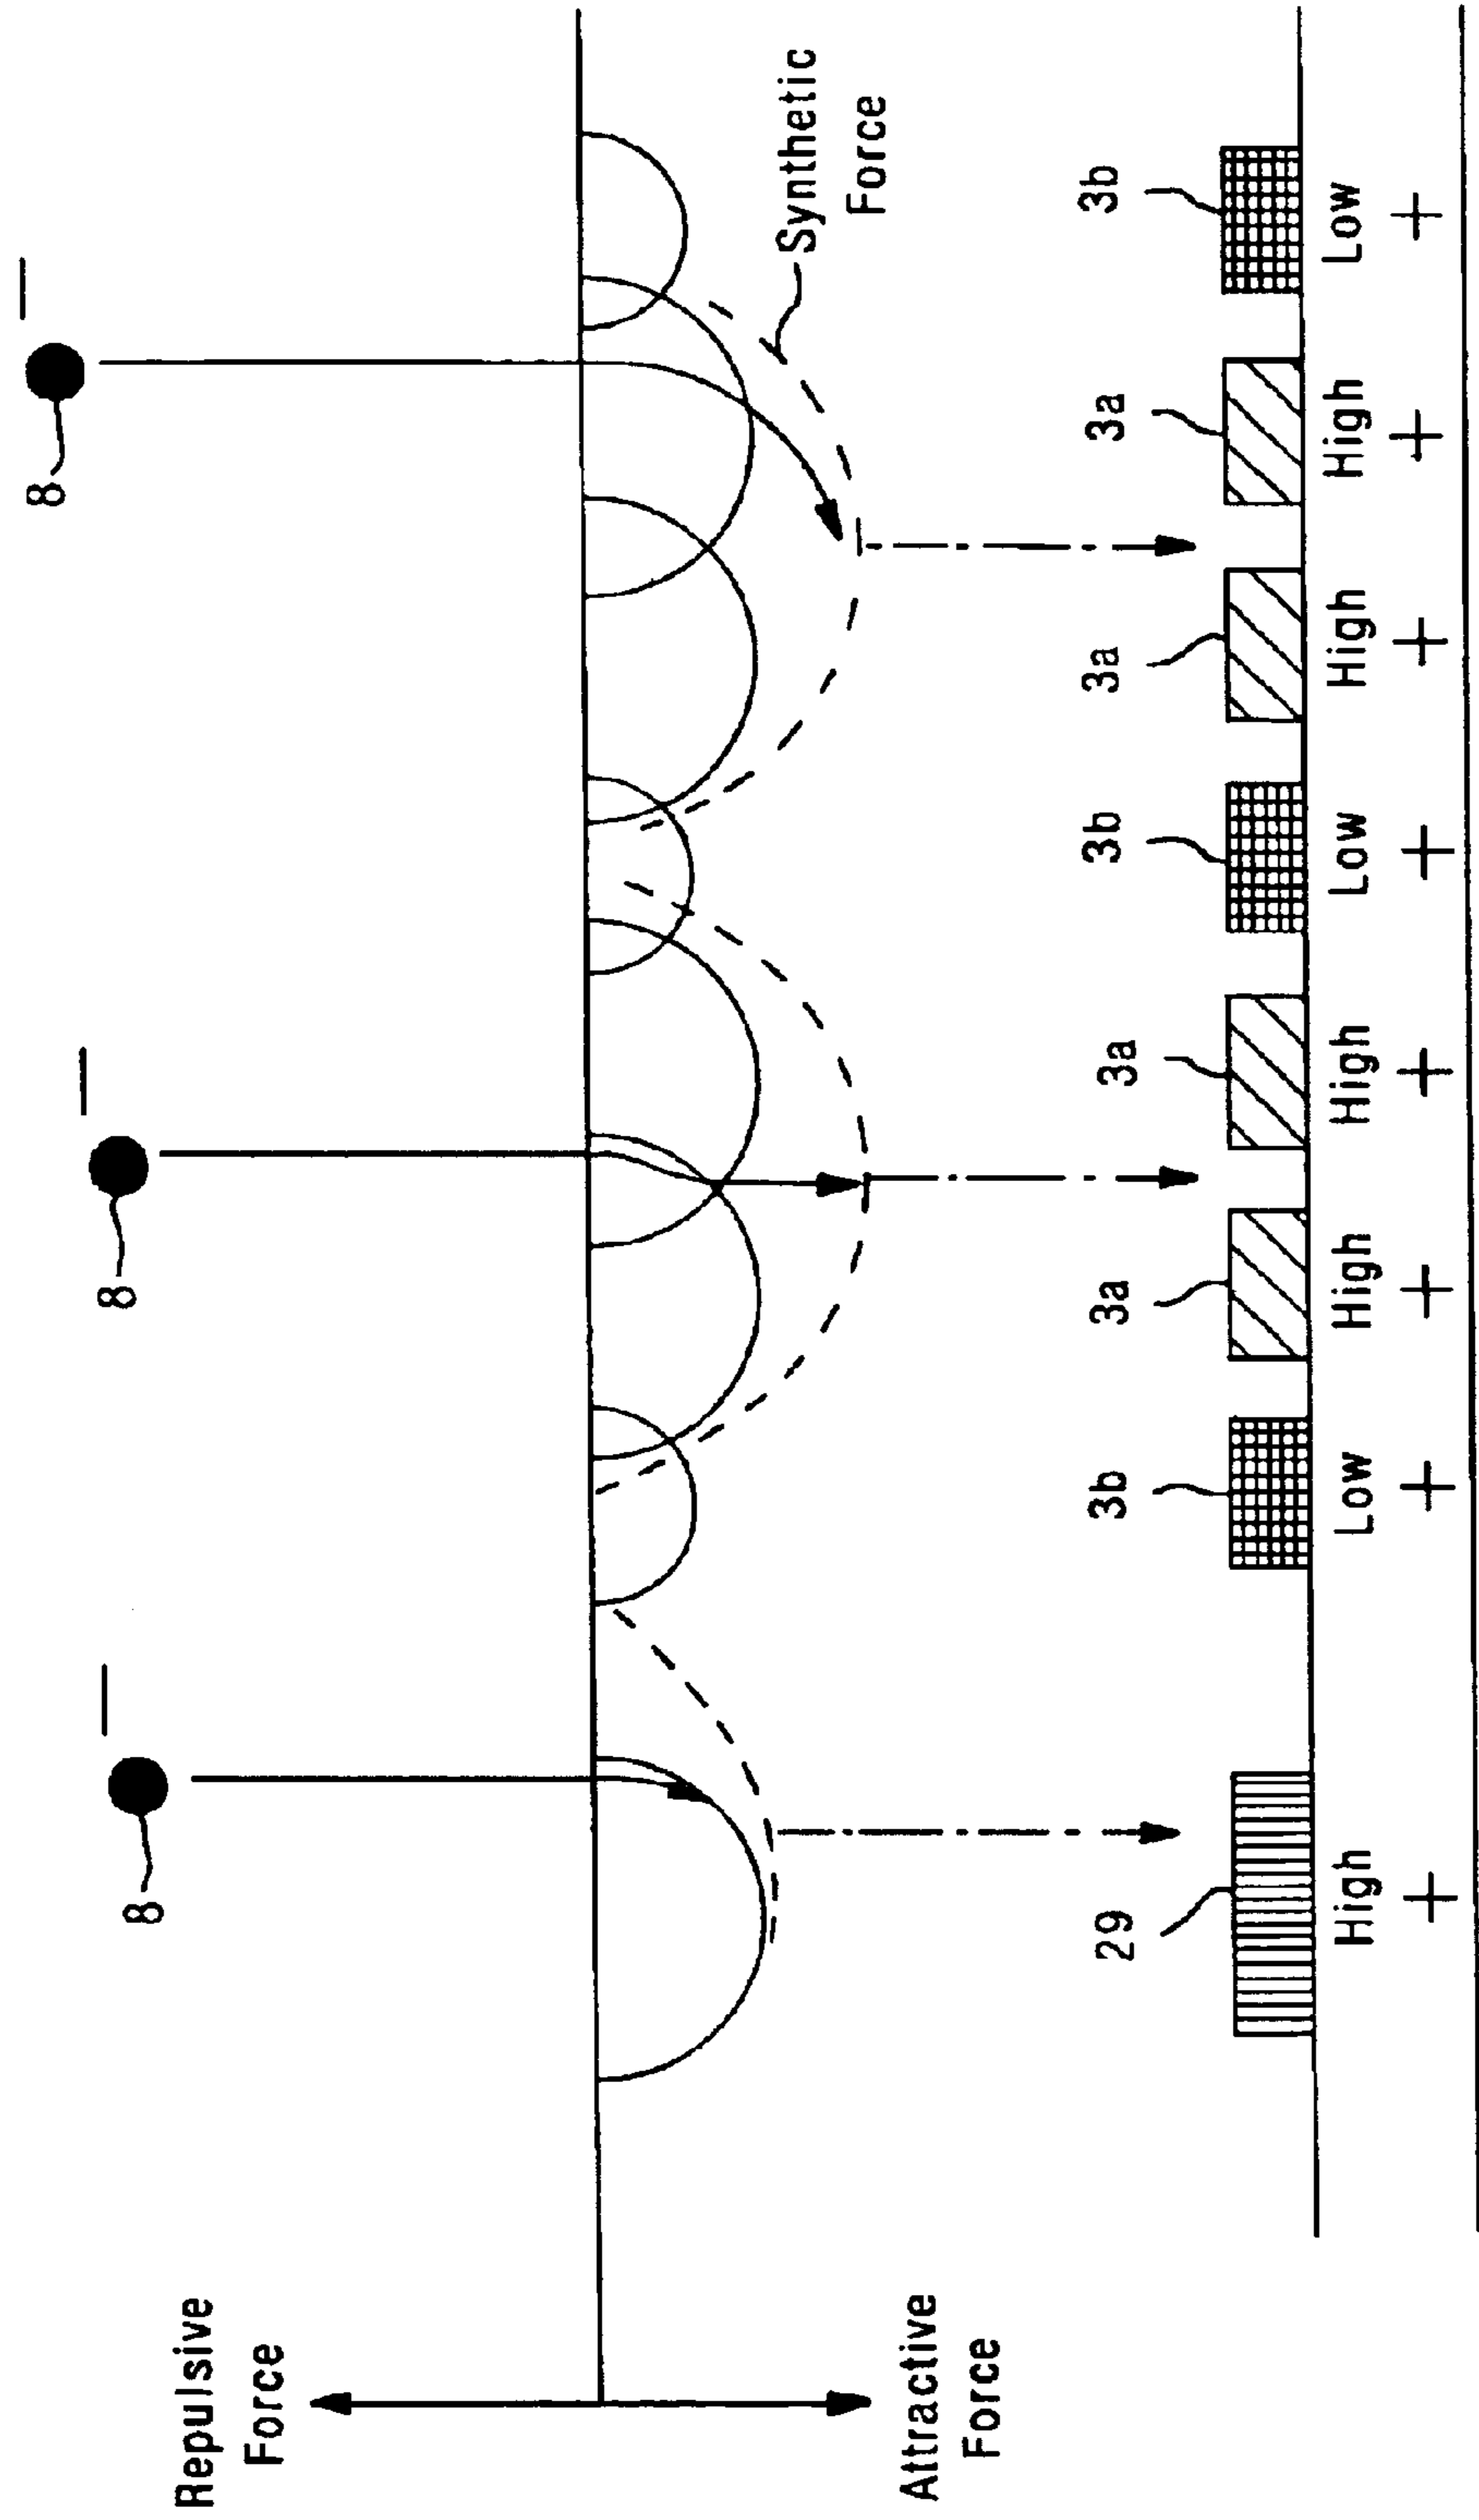 − − −
8 8 8
Repulsive
Force
Synthetic
Force
Attractive
Force
29 3b 3a 3a 3b 3a 3a 3b
High Low High High Low High High Low
+ + + + + + + +